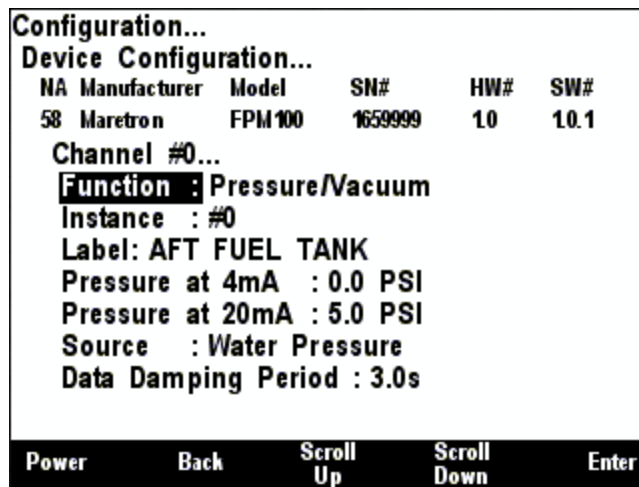 Configuration...
Device Configuration...
NA Manufacturer Model SN# HW# SW#
58 Maretron FPM100 1659999 1.0 1.0.1
Channel #0...
Function : Pressure/Vacuum
Instance : #0
Label: AFT FUEL TANK
Pressure at 4mA : 0.0 PSI
Pressure at 20mA : 5.0 PSI
Source : Water Pressure
Data Damping Period : 3.0s
Power Back Scroll Up Scroll Down Enter